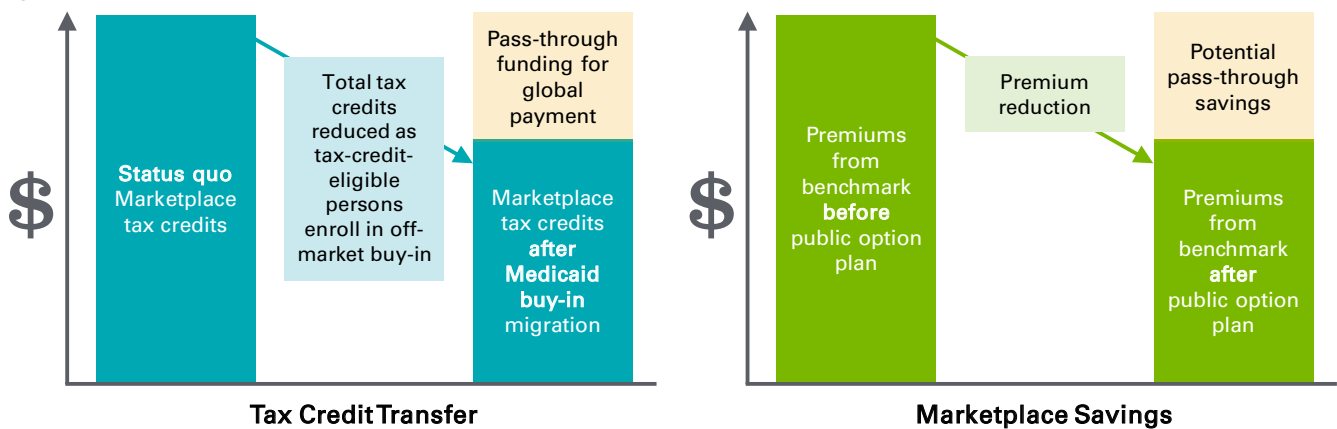 $
Status quo
Marketplace
tax credits
Total tax
credits
reduced as
tax-credit-
eligible
persons
enroll in off-
market buy-in
Pass-through
funding for
global
payment
Marketplace
tax credits
after
Medicaid
buy-in
migration
Tax Credit Transfer
$
Premiums
from
benchmark
before
public option
plan
Premium
reduction
Potential
pass-through
savings
Premiums
from
benchmark
after
public option
plan
Marketplace Savings